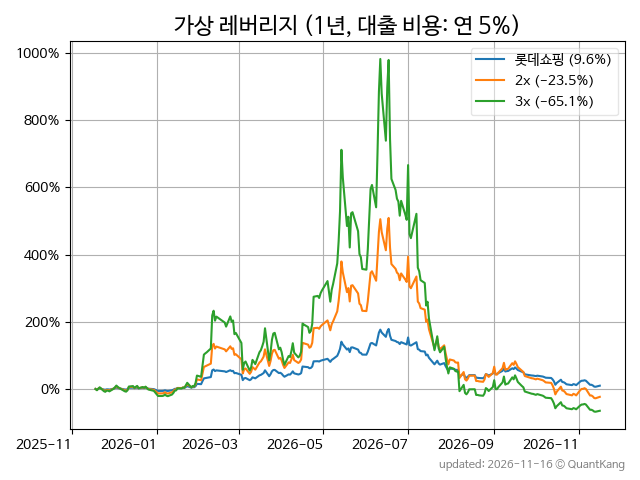 가상 레버리지 (1년, 대출 비용: 연 5%)
롯데쇼핑 (9.6%)
2x (-23.5%)
3x (-65.1%)
1000%
800%
600%
400%
200%
0%
2025-11 2026-01 2026-03 2026-05 2026-07 2026-09 2026-11
updated: 2026-11-16 © QuantKang